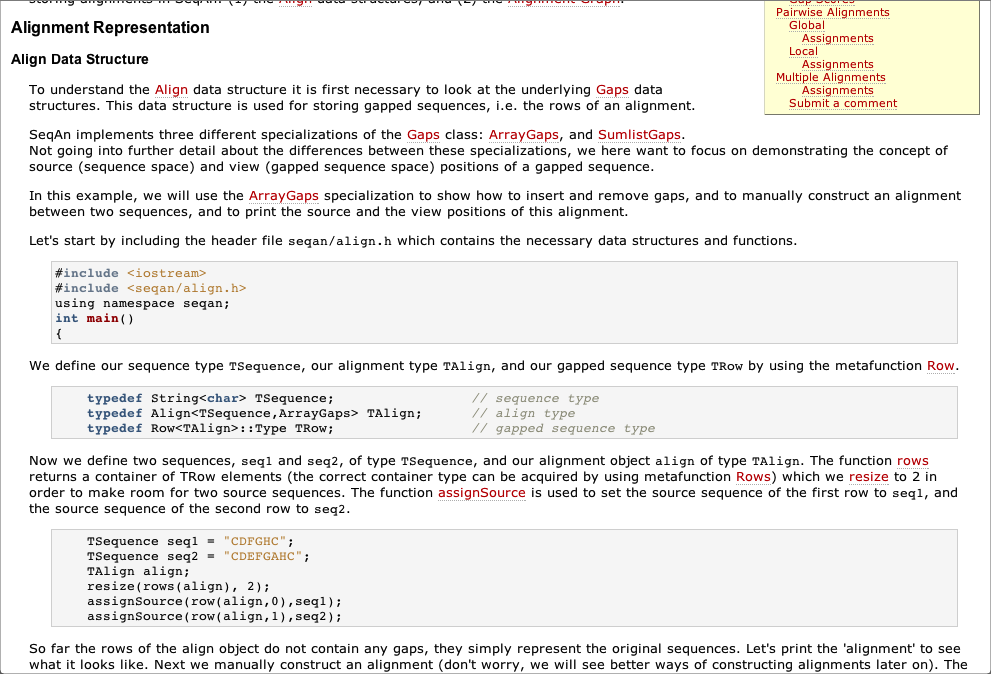 storing alignments in SeqAn: (1) the Align data structures, and (2) the Alignment Graph.
Alignment Representation
Align Data Structure
To understand the Align data structure it is first necessary to look at the underlying Gaps data
structures. This data structure is used for storing gapped sequences, i.e. the rows of an alignment.
SeqAn implements three different specializations of the Gaps class: ArrayGaps, and SumlistGaps.
Not going into further detail about the differences between these specializations, we here want to focus on demonstrating the concept of
source (sequence space) and view (gapped sequence space) positions of a gapped sequence.
In this example, we will use the ArrayGaps specialization to show how to insert and remove gaps, and to manually construct an alignment
between two sequences, and to print the source and the view positions of this alignment.
Let's start by including the header file seqan/align.h which contains the necessary data structures and functions.
#include <iostream>
#include <seqan/align.h>
using namespace seqan;
int main()
{
We define our sequence type TSequence, our alignment type TAlign, and our gapped sequence type TRow by using the metafunction Row.
typedef String<char> TSequence; // sequence type
typedef Align<TSequence,ArrayGaps> TAlign; // align type
typedef Row<TAlign>::Type TRow; // gapped sequence type
Now we define two sequences, seq1 and seq2, of type TSequence, and our alignment object align of type TAlign. The function rows
returns a container of TRow elements (the correct container type can be acquired by using metafunction Rows) which we resize to 2 in
order to make room for two source sequences. The function assignSource is used to set the source sequence of the first row to seq1, and
the source sequence of the second row to seq2.
TSequence seq1 = "CDFGHC";
TSequence seq2 = "CDEFGAHC";
TAlign align;
resize(rows(align), 2);
assignSource(row(align,0),seq1);
assignSource(row(align,1),seq2);
So far the rows of the align object do not contain any gaps, they simply represent the original sequences. Let's print the 'alignment' to see
what it looks like. Next we manually construct an alignment (don't worry, we will see better ways of constructing alignments later on). The
Gap Scores
Pairwise Alignments
Global
Assignments
Local
Assignments
Multiple Alignments
Assignments
Submit a comment